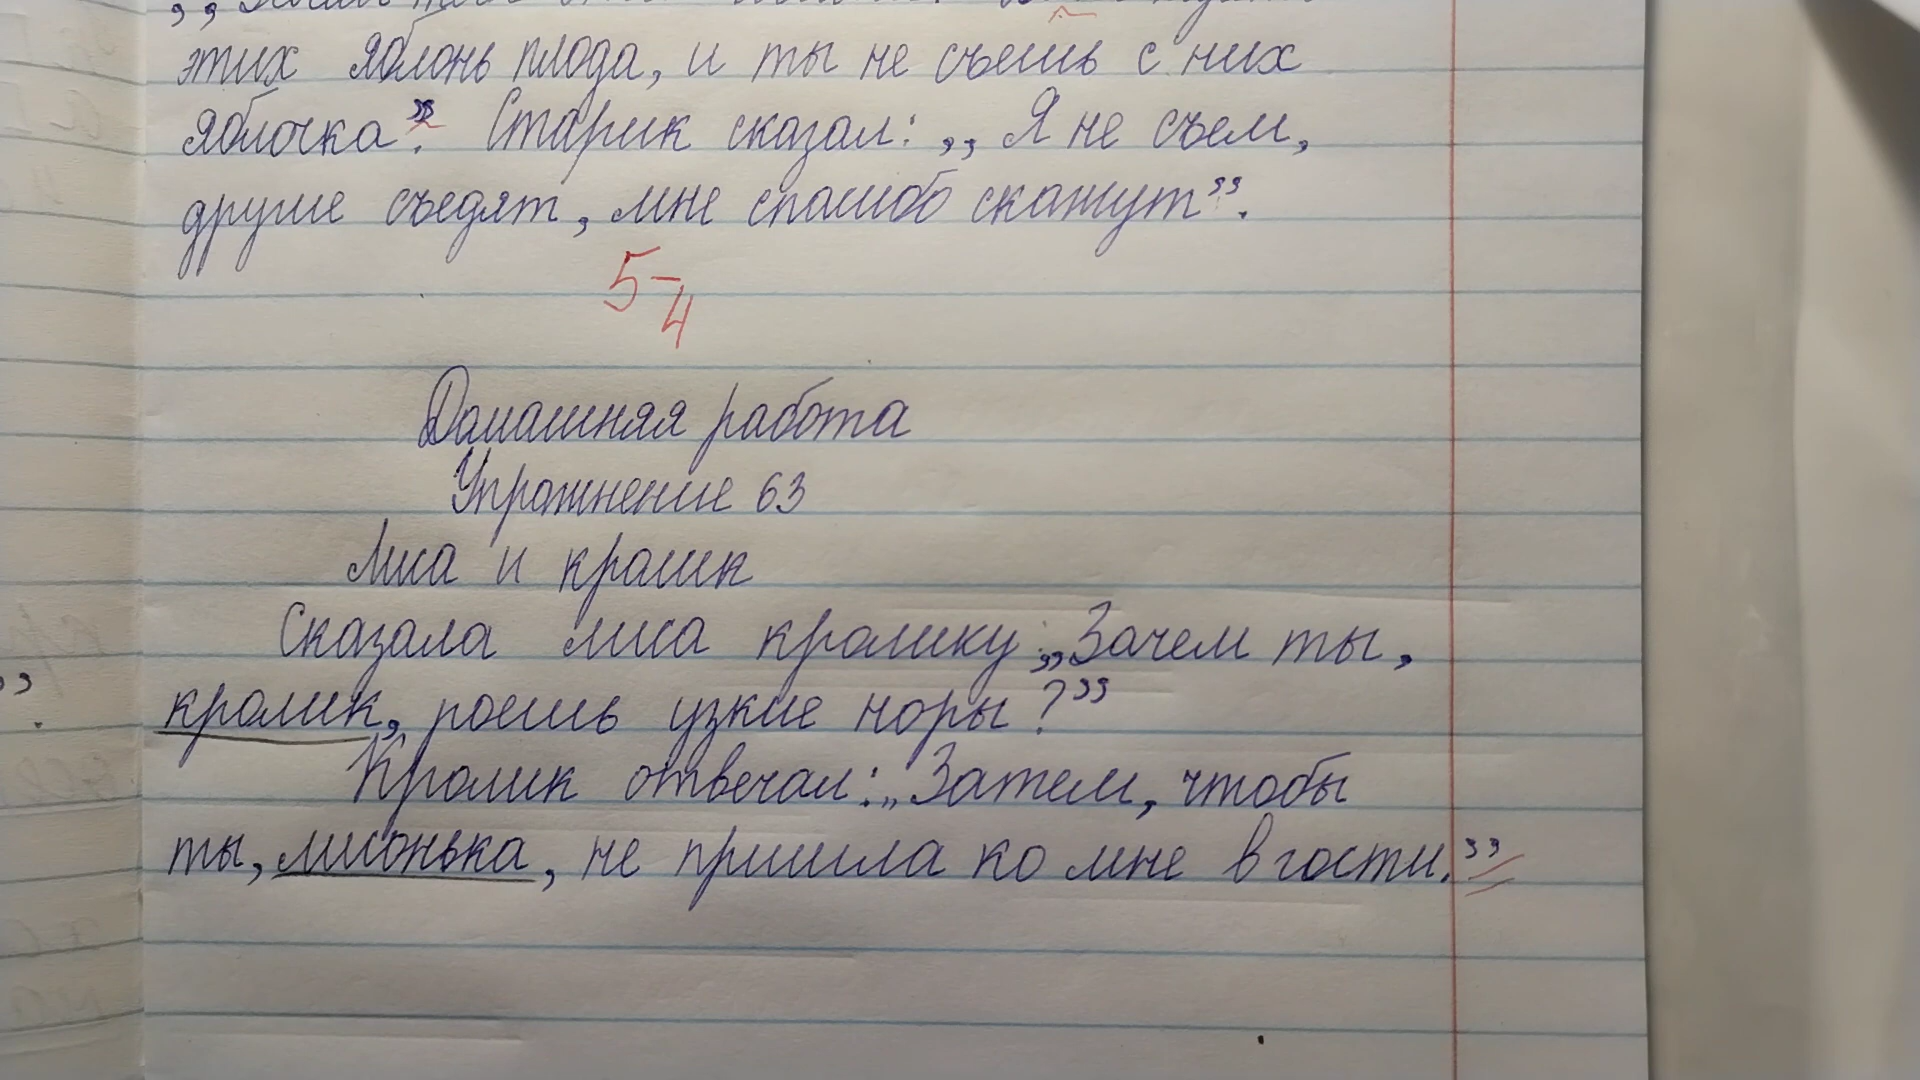 этих яблонь плода, и ты не съешь с них
яблочка”. Старик сказал: „Я не съем,
другие съедят, мне спасибо скажут”.
5-
4
Домашняя работа
Упражнение 63
Лиса и кролик
Сказала лиса кролику: „Зачем ты,
кролик, роешь узкие норы?”
Кролик отвечал: „Затем, чтобы
ты, лисонька, не пришла ко мне в гости.”